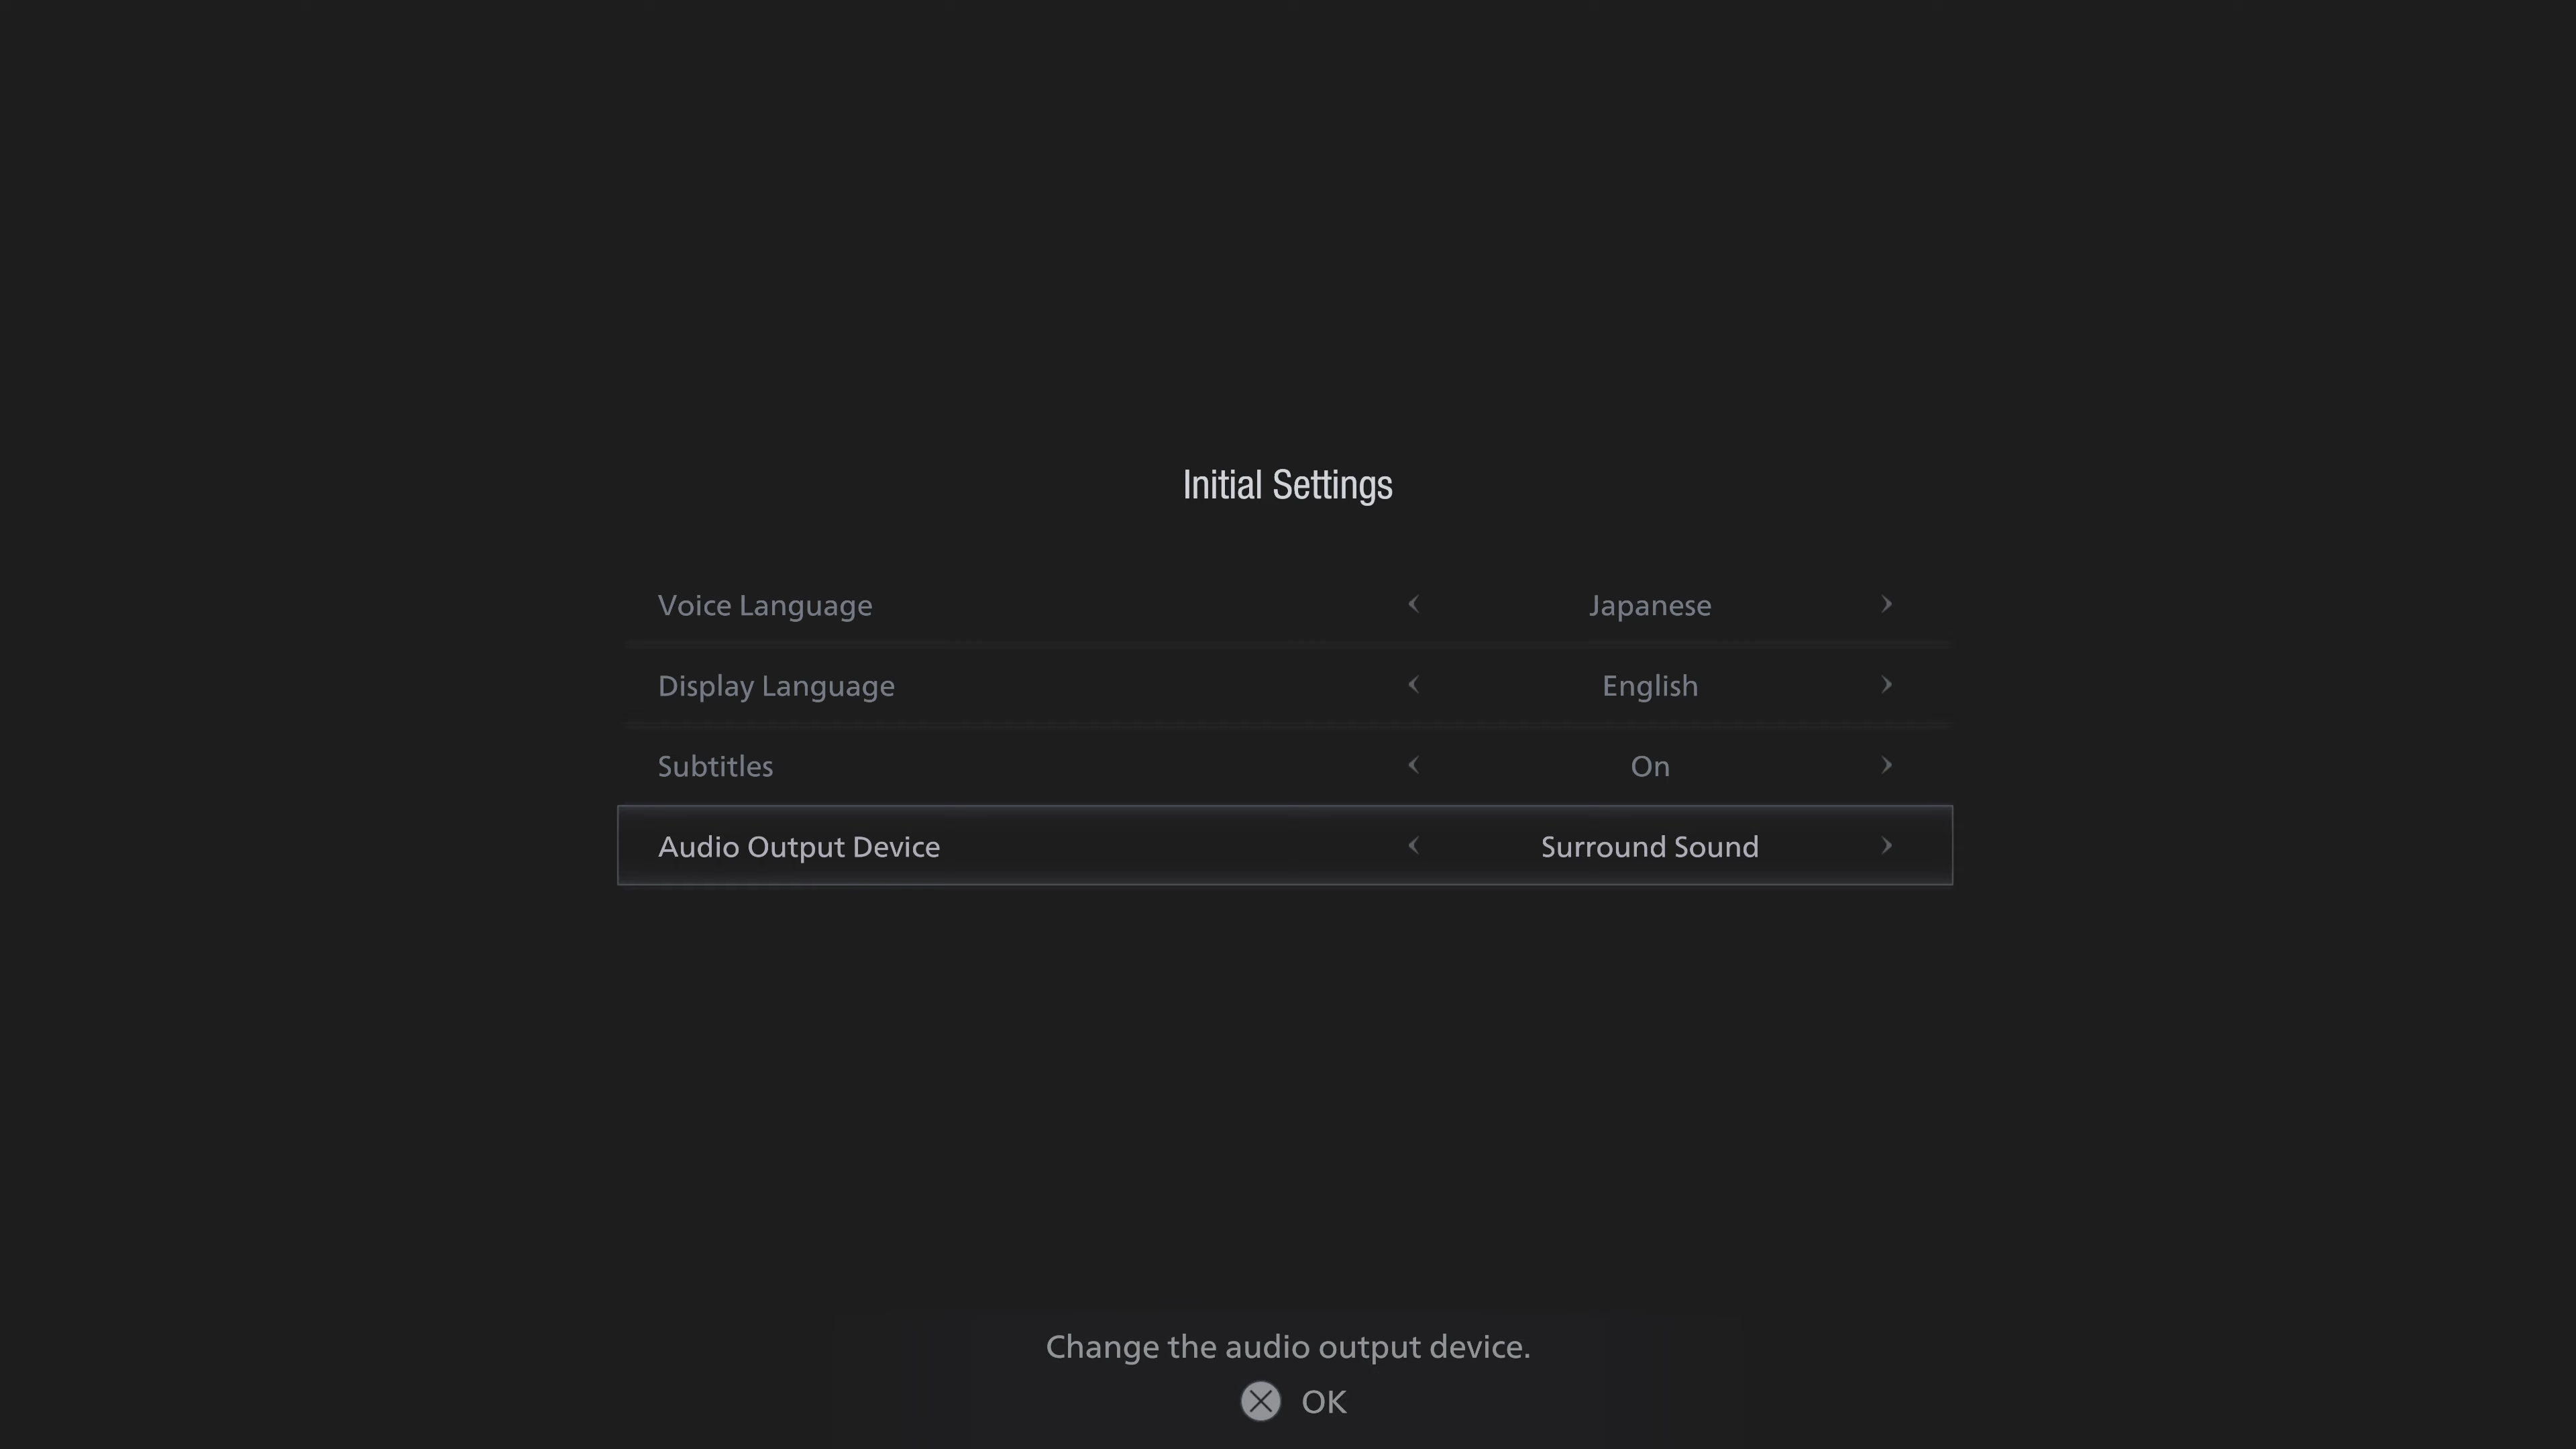 Initial Settings
Voice Language Japanese
Display Language English
Subtitles On
Audio Output Device Surround Sound
Change the audio output device.
OK